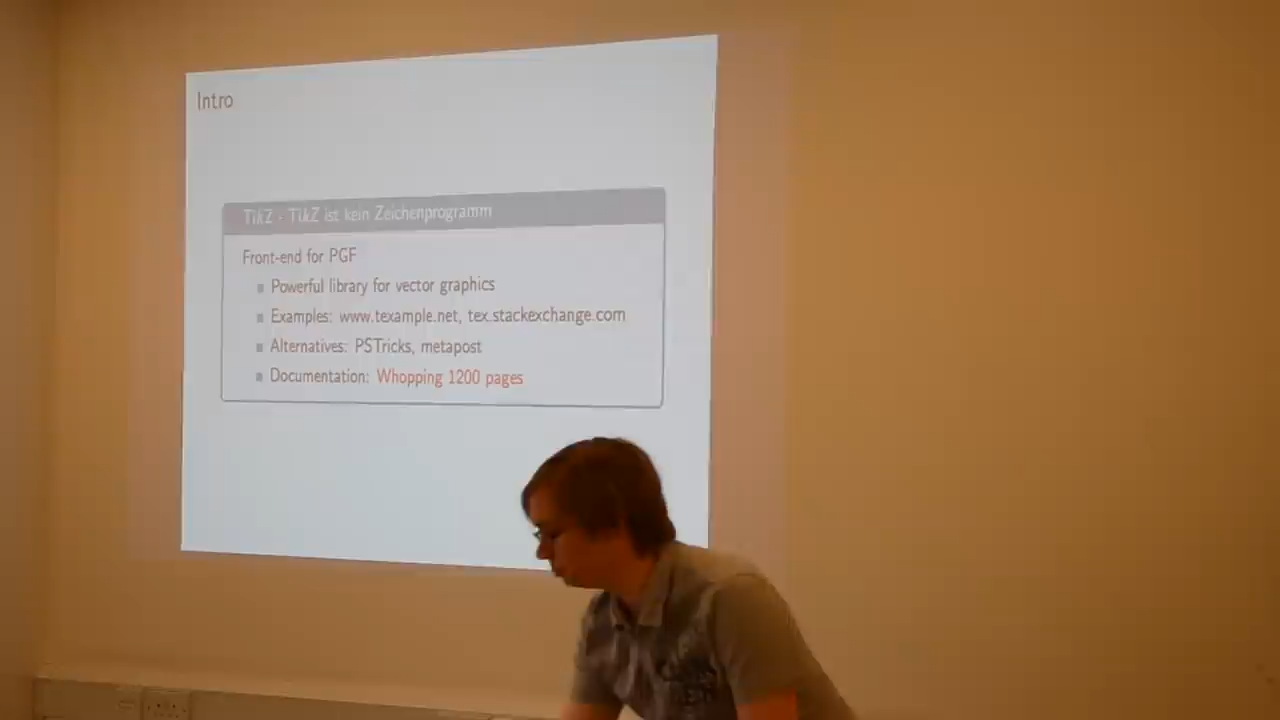 Intro
TikZ - TikZ ist kein Zeichenprogramm
Front-end for PGF
Powerful library for vector graphics
Examples: www.texample.net, tex.stackexchange.com
Alternatives: PSTricks, metapost
Documentation: Whopping 1200 pages